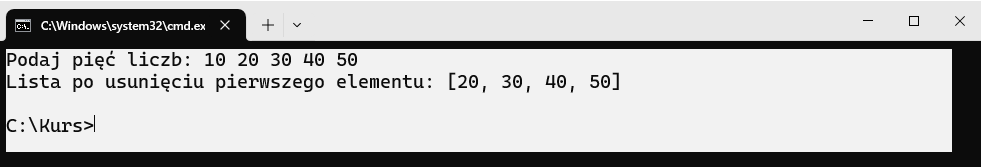 C:\Windows\system32\cmd.ex
Podaj pięć liczb: 10 20 30 40 50
Lista po usunięciu pierwszego elementu: [20, 30, 40, 50]
C:\Kurs>